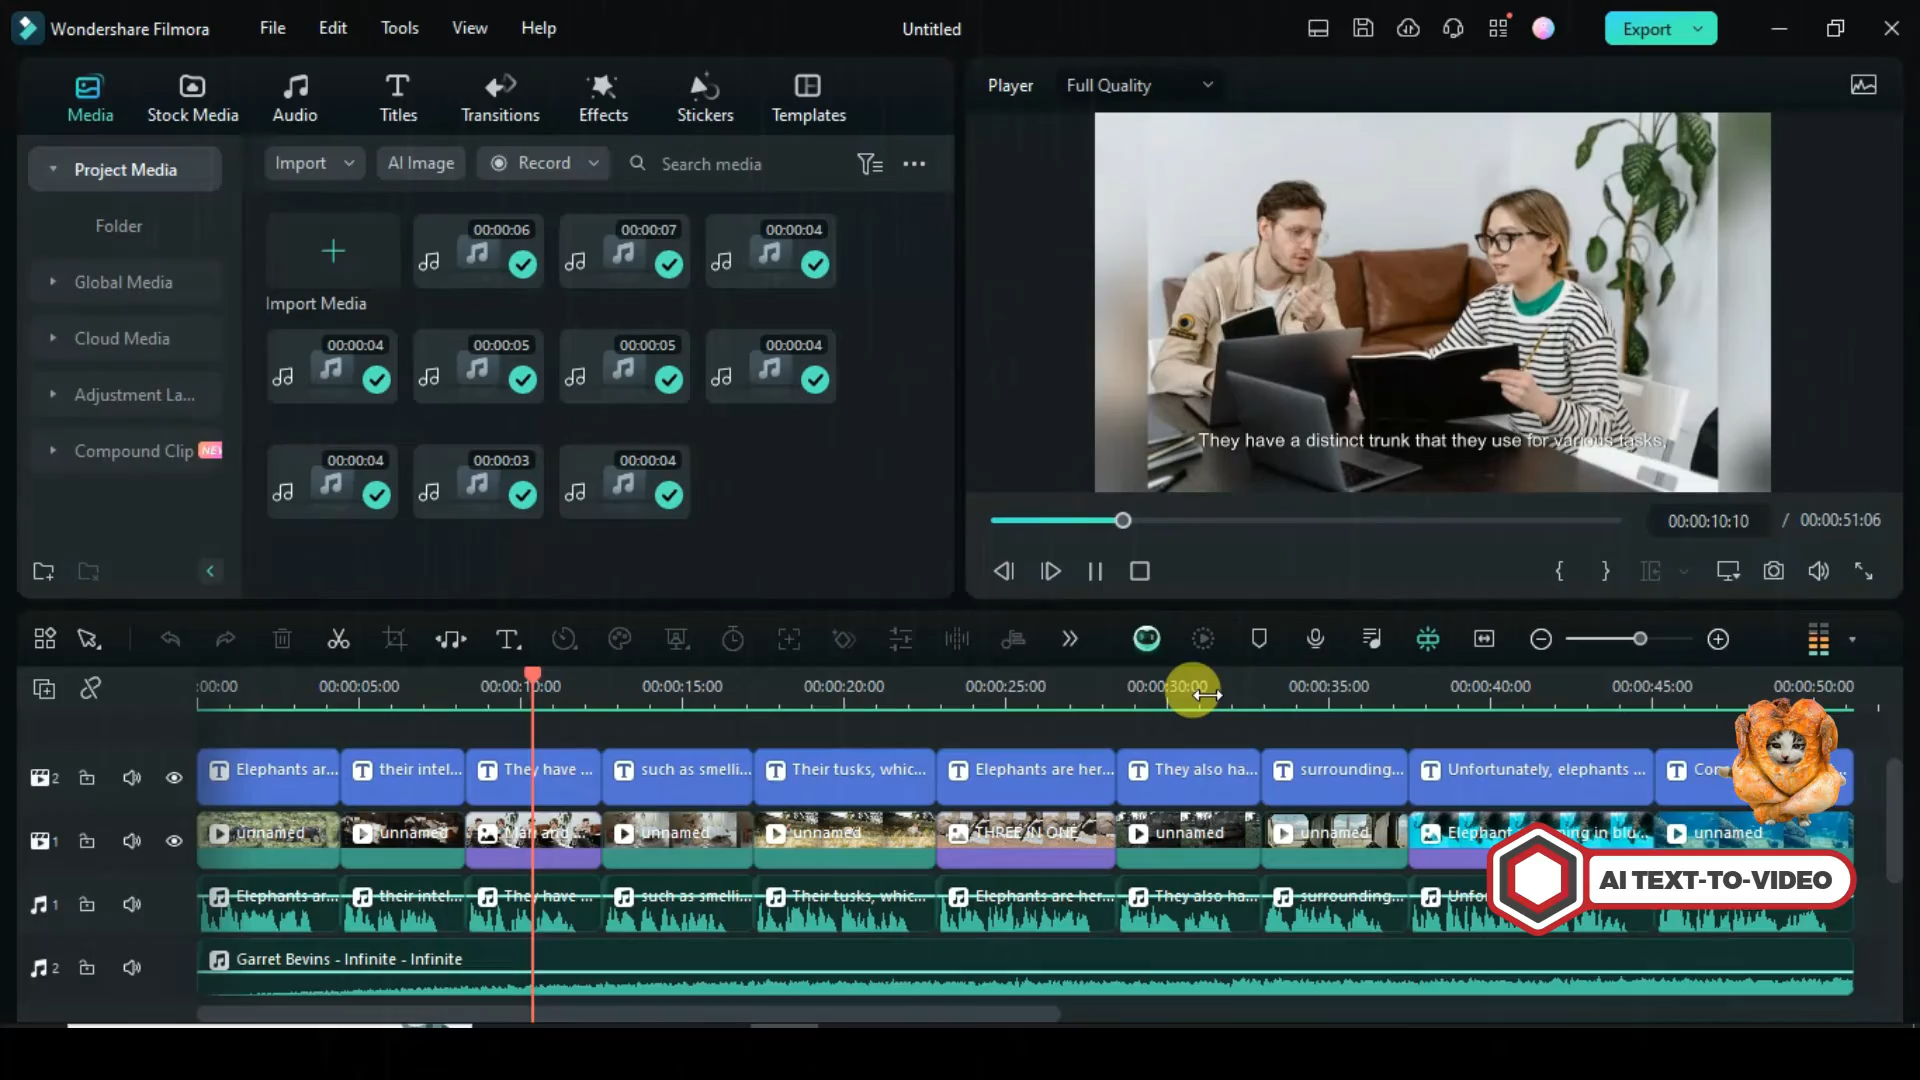 Wondershare Filmora
File
Edit
Tools
View
Help
Untitled
Export
Media
Stock Media
Audio
Titles
Transitions
Effects
Stickers
Templates
Player
Full Quality
Project Media
Folder
Global Media
Cloud Media
Adjustment La...
Compound Clip
Import
AI Image
Record
Search media
Import Media
00:00:06
00:00:07
00:00:04
00:00:04
00:00:05
00:00:05
00:00:04
00:00:04
00:00:03
00:00:04
They have a distinct trunk that they use for various tasks,
00:00:10:10
/ 00:00:51:06
:00:00
00:00:05:00
00:00:10:00
00:00:15:00
00:00:20:00
00:00:25:00
00:00:30:00
00:00:35:00
00:00:40:00
00:00:45:00
00:00:50:00
2
Elephants ar...
their intel...
They have ...
such as smelli...
Their tusks, whic...
Elephants are her...
They also ha...
surrounding...
Unfortunately, elephants ...
1
unnamed
unnamed
unnamed
unnamed
THREE IN ONE
unnamed
unnamed
unnamed
1
Elephants ar...
their intel...
They have ...
such as smelli...
Their tusks, whic...
Elephants are her...
They also ha...
surrounding...
AI TEXT-TO-VIDEO
2
Garret Bevins - Infinite - Infinite